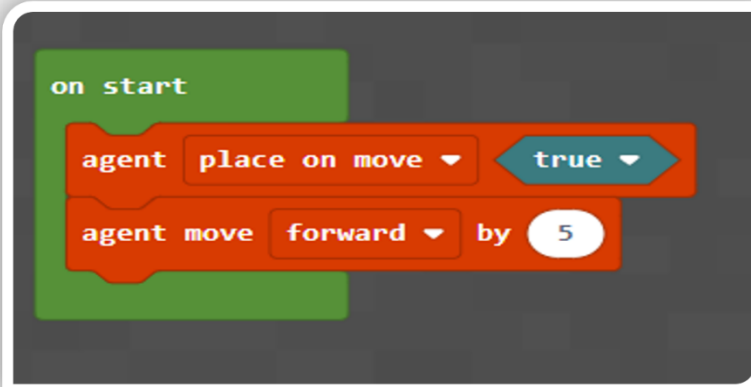 on start
agent place on move true
agent move forward by 5